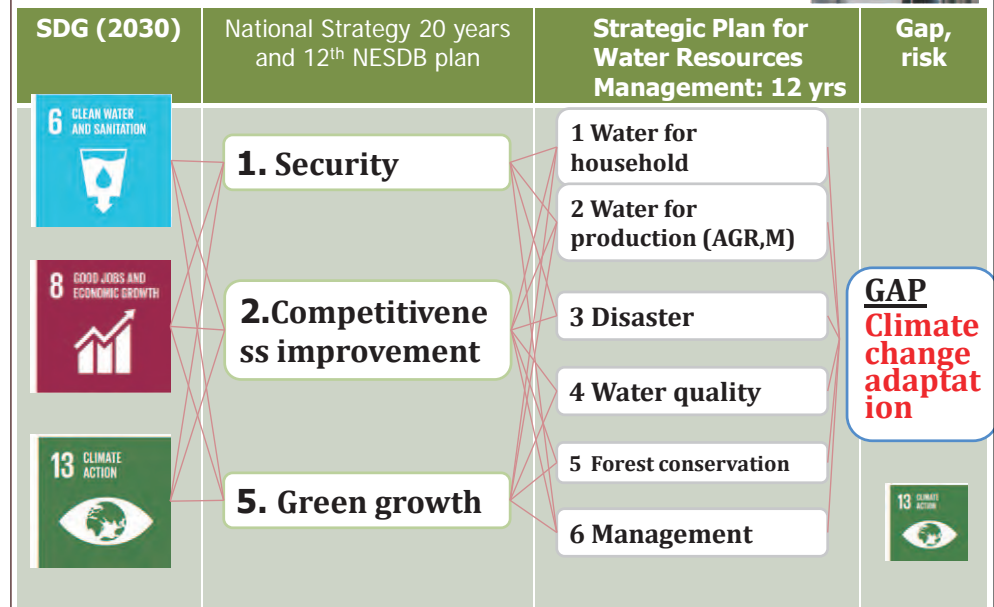 SDG (2030)
National Strategy 20 years
and 12th NESDB plan
Strategic Plan for
Water Resources
Management: 12 yrs
Gap,
risk
6 CLEAN WATER
AND SANITATION
8 GOOD JOBS AND
ECONOMIC GROWTH
13 CLIMATE
ACTION
1. Security
2.Competitivene
ss improvement
5. Green growth
1 Water for
household
2 Water for
production (AGR,M)
3 Disaster
4 Water quality
5 Forest conservation
6 Management
GAP
Climate
change
adaptat
ion
13 CLIMATE
ACTION